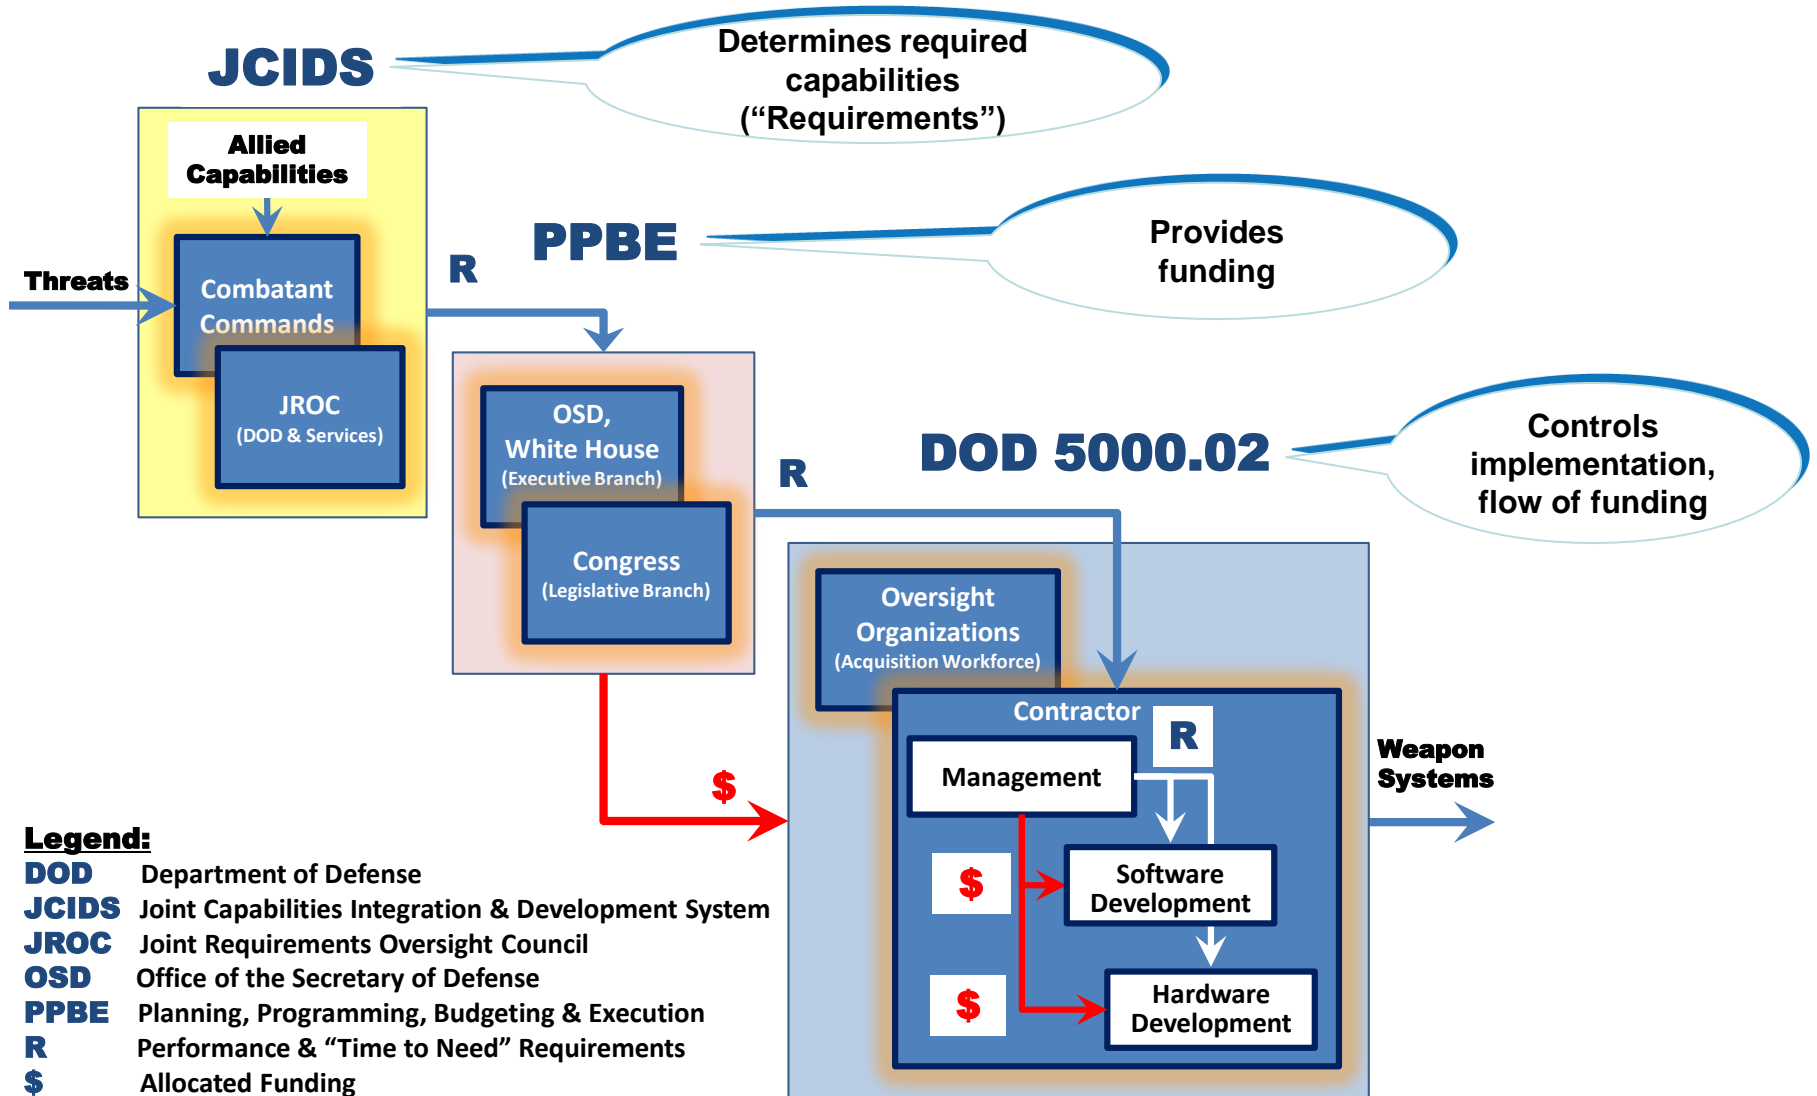 JCIDS
Determines required
capabilities
(“Requirements”)
Allied
Capabilities
Threats
Combatant
Commands
JROC
(DOD & Services)
R
PPBE
Provides
funding
OSD,
White House
(Executive Branch)
Congress
(Legislative Branch)
R
DOD 5000.02
Controls
implementation,
flow of funding
Oversight
Organizations
(Acquisition Workforce)
Contractor
R
Management
$
Software
Development
$
Hardware
Development
$
Weapon
Systems
Legend:
DOD Department of Defense
JCIDS Joint Capabilities Integration & Development System
JROC Joint Requirements Oversight Council
OSD Office of the Secretary of Defense
PPBE Planning, Programming, Budgeting & Execution
R Performance & “Time to Need” Requirements
$ Allocated Funding